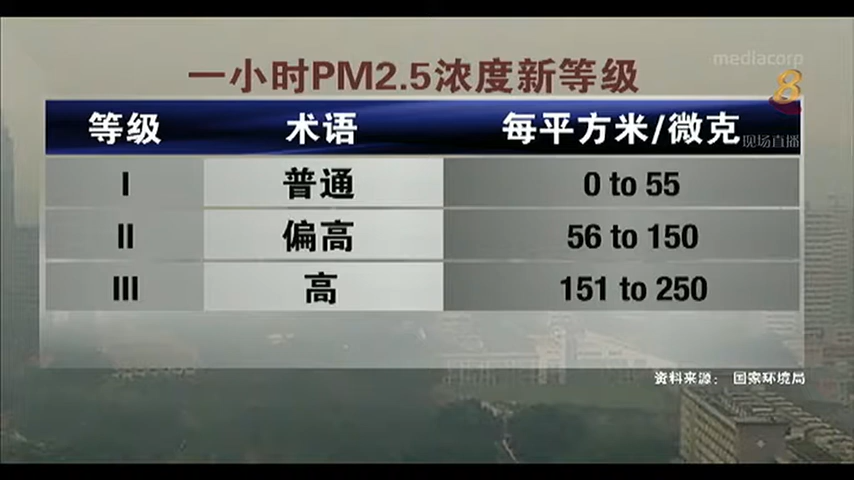 mediacorp
8
一小时PM2.5浓度新等级
现场直播
等级 术语 每平方米/微克
I 普通 0 to 55
II 偏高 56 to 150
III 高 151 to 250
资料来源: 国家环境局